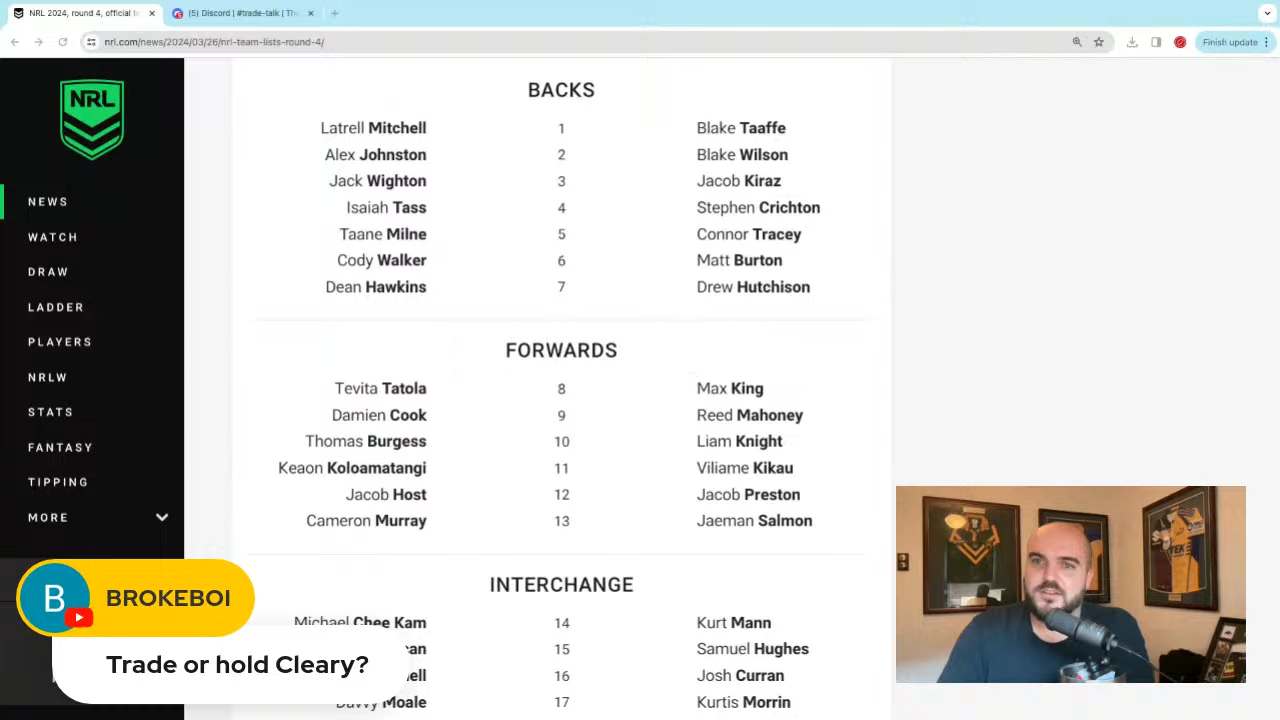 NRL 2024, round 4, official te
(5) Discord | #trade-talk | The
nrl.com/news/2024/03/26/nrl-team-lists-round-4/
Finish update
NRL
NEWS
WATCH
DRAW
LADDER
PLAYERS
NRLW
STATS
FANTASY
TIPPING
MORE
BACKS
Latrell Mitchell 1 Blake Taaffe
Alex Johnston 2 Blake Wilson
Jack Wighton 3 Jacob Kiraz
Isaiah Tass 4 Stephen Crichton
Taane Milne 5 Connor Tracey
Cody Walker 6 Matt Burton
Dean Hawkins 7 Drew Hutchison
FORWARDS
Tevita Tatola 8 Max King
Damien Cook 9 Reed Mahoney
Thomas Burgess 10 Liam Knight
Keaon Koloamatangi 11 Viliame Kikau
Jacob Host 12 Jacob Preston
Cameron Murray 13 Jaeman Salmon
INTERCHANGE
Michael Chee Kam 14 Kurt Mann
15 Samuel Hughes
16 Josh Curran
Davvy Moale 17 Kurtis Morrin
B
BROKEBOI
Trade or hold Cleary?